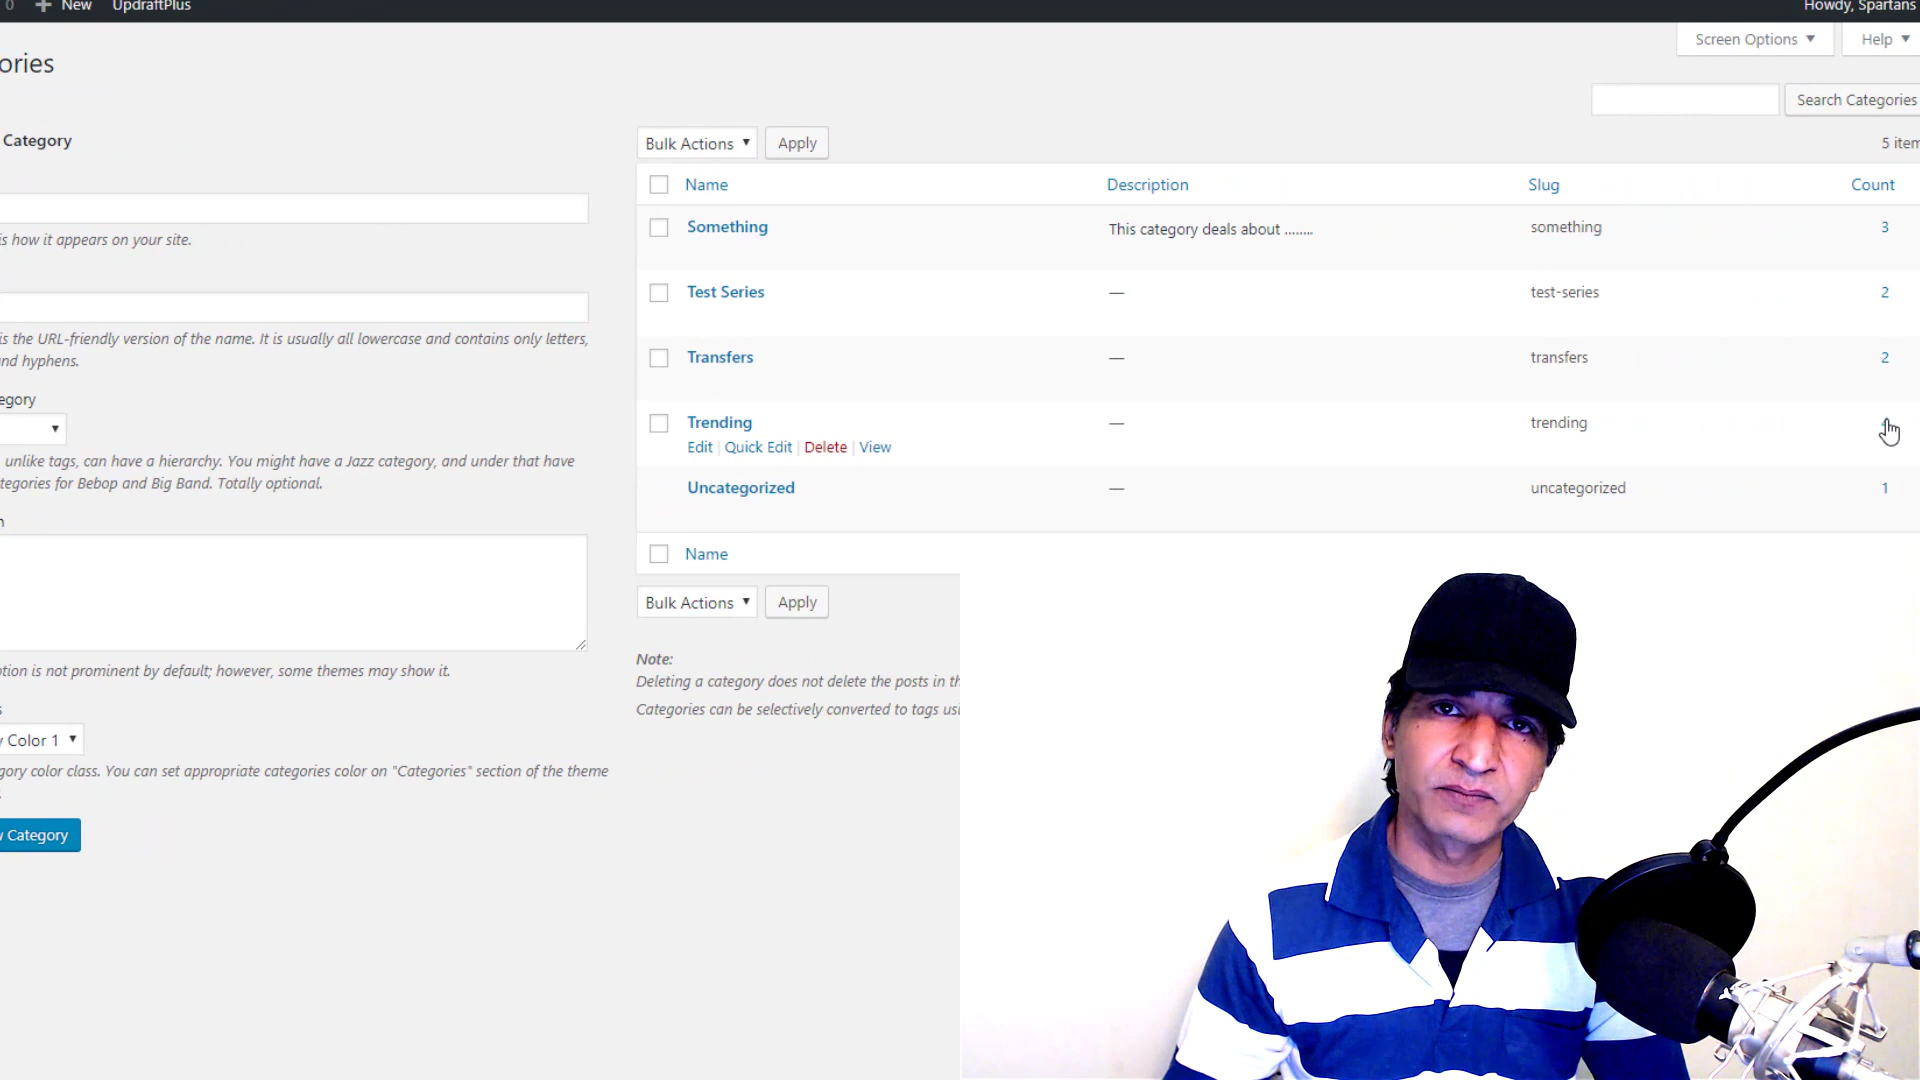 0 New UpdraftPlus Howdy, Spartans
Screen Options Help
ories
Search Categories
Category
Bulk Actions Apply 5 item
Name Description Slug Count
Something This category deals about ........ something 3
s how it appears on your site.
Test Series — test-series 2
is the URL-friendly version of the name. It is usually all lowercase and contains only letters,
nd hyphens.
Transfers — transfers 2
egory
Trending — trending
Edit | Quick Edit | Delete | View
, unlike tags, can have a hierarchy. You might have a Jazz category, and under that have
tegories for Bebop and Big Band. Totally optional.
Uncategorized — uncategorized 1
n
Name
Bulk Actions Apply
Note:
Deleting a category does not delete the posts in th
Categories can be selectively converted to tags usi
ption is not prominent by default; however, some themes may show it.
s
y Color 1
gory color class. You can set appropriate categories color on "Categories" section of the theme
.
w Category